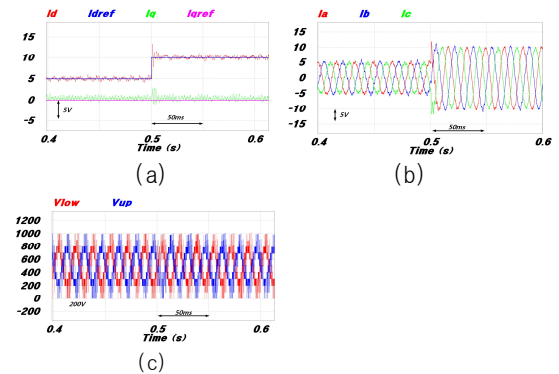 Id Idref Iq Iqref
15
10
5
0
-5
5V
50ms
0.4 0.5 0.6
Time (s)
(a)
Ia Ib Ic
15
10
5
0
-5
-10
-15
5V
50ms
0.4 0.5 0.6
Time (s)
(b)
Vlow Vup
1200
1000
800
600
400
200
0
-200
200V
50ms
0.4 0.5 0.6
Time (s)
(c)